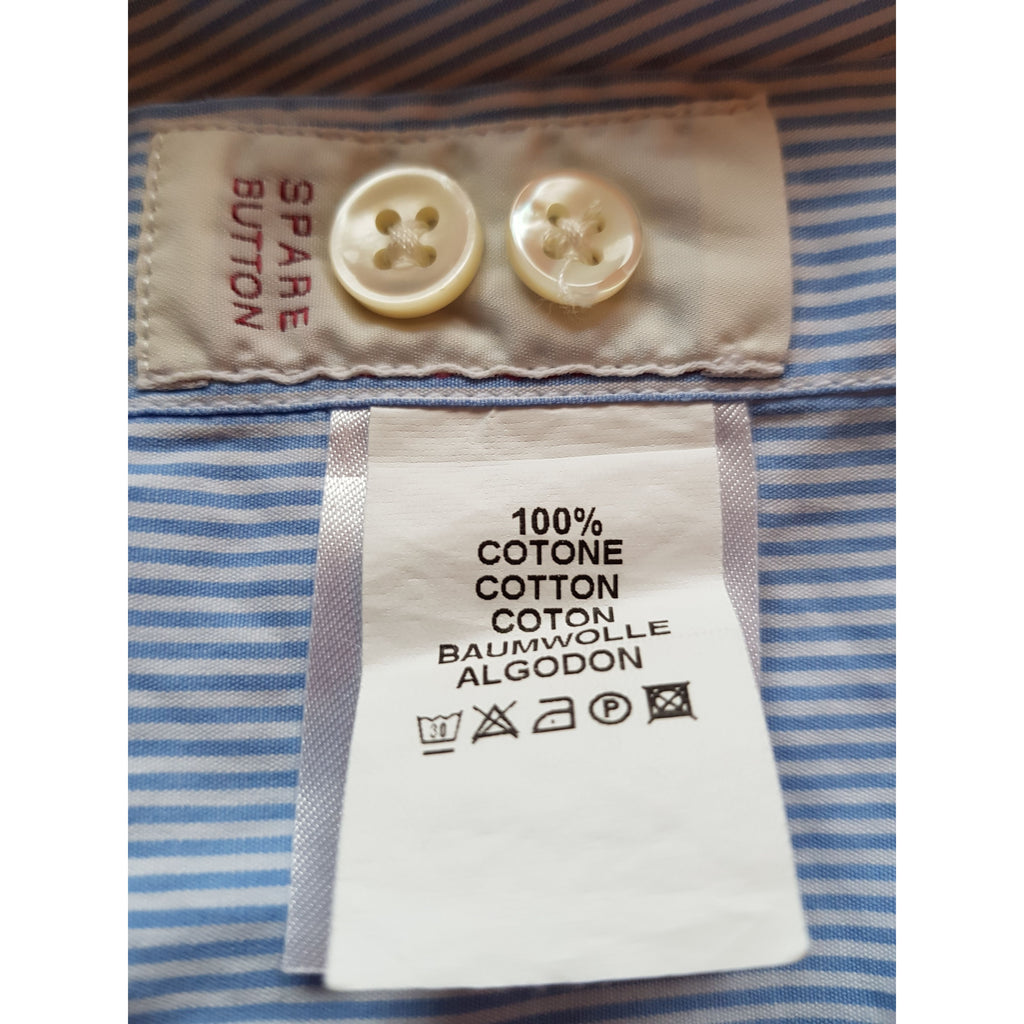 SPARE
BUTTON
100%
COTONE
COTTON
COTON
BAUMWOLLE
ALGODON
30
P